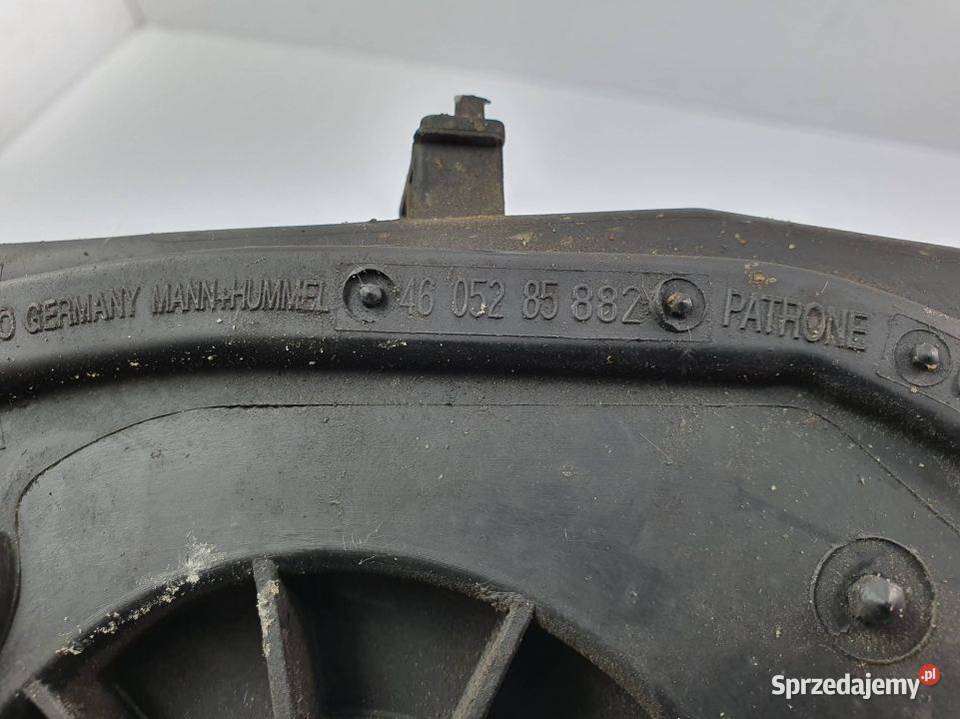 GERMANY MANN+HUMMEL 46 052 85 882 PATRONE
Sprzedajemy.pl